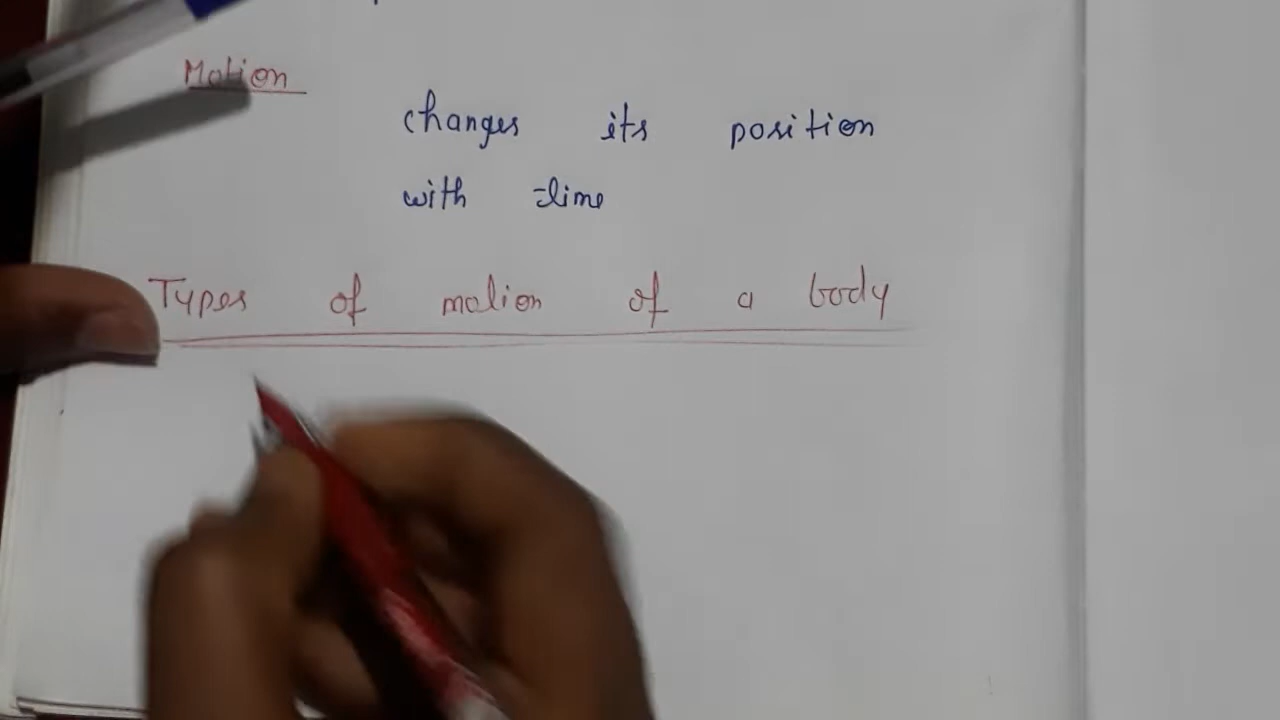 Motion
changes its position
with time
Types of motion of a body